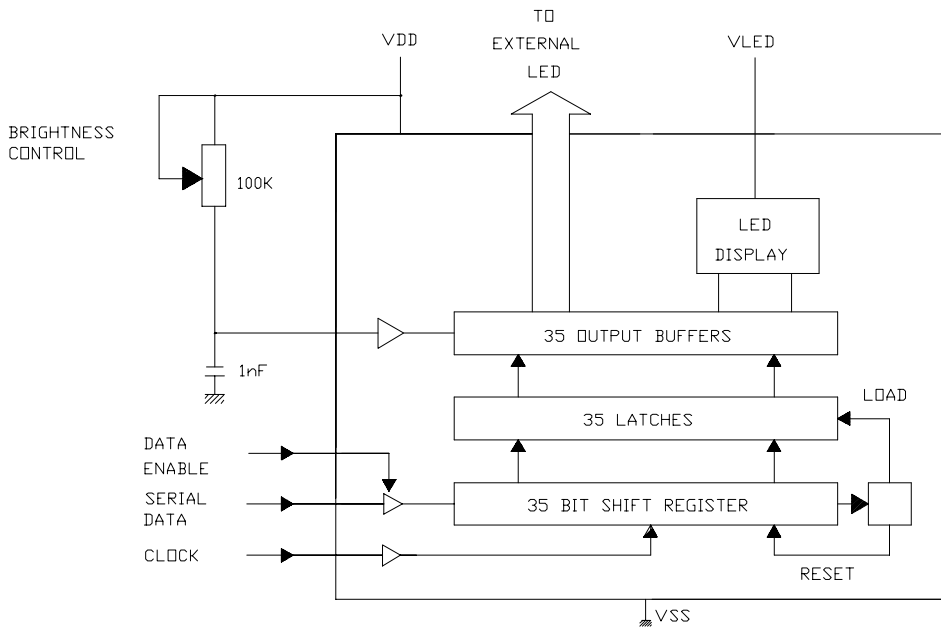 TO
EXTERNAL
LED
VDD
VLED
BRIGHTNESS
CONTROL
100K
LED
DISPLAY
35 OUTPUT BUFFERS
1nF
LOAD
35 LATCHES
DATA
ENABLE
SERIAL
DATA
35 BIT SHIFT REGISTER
CLOCK
RESET
VSS